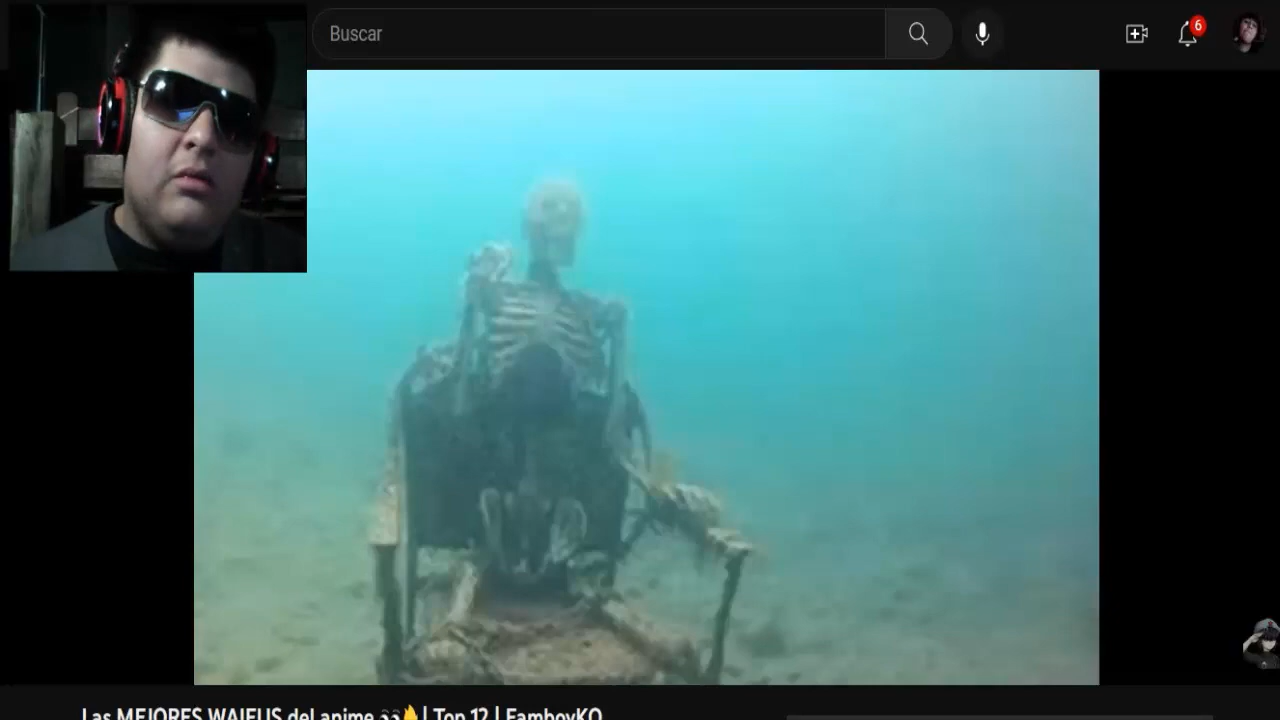 Buscar
6
Las MEJORES WAIFUS del anime 👀🔥 | Top 12 | FamboyKO